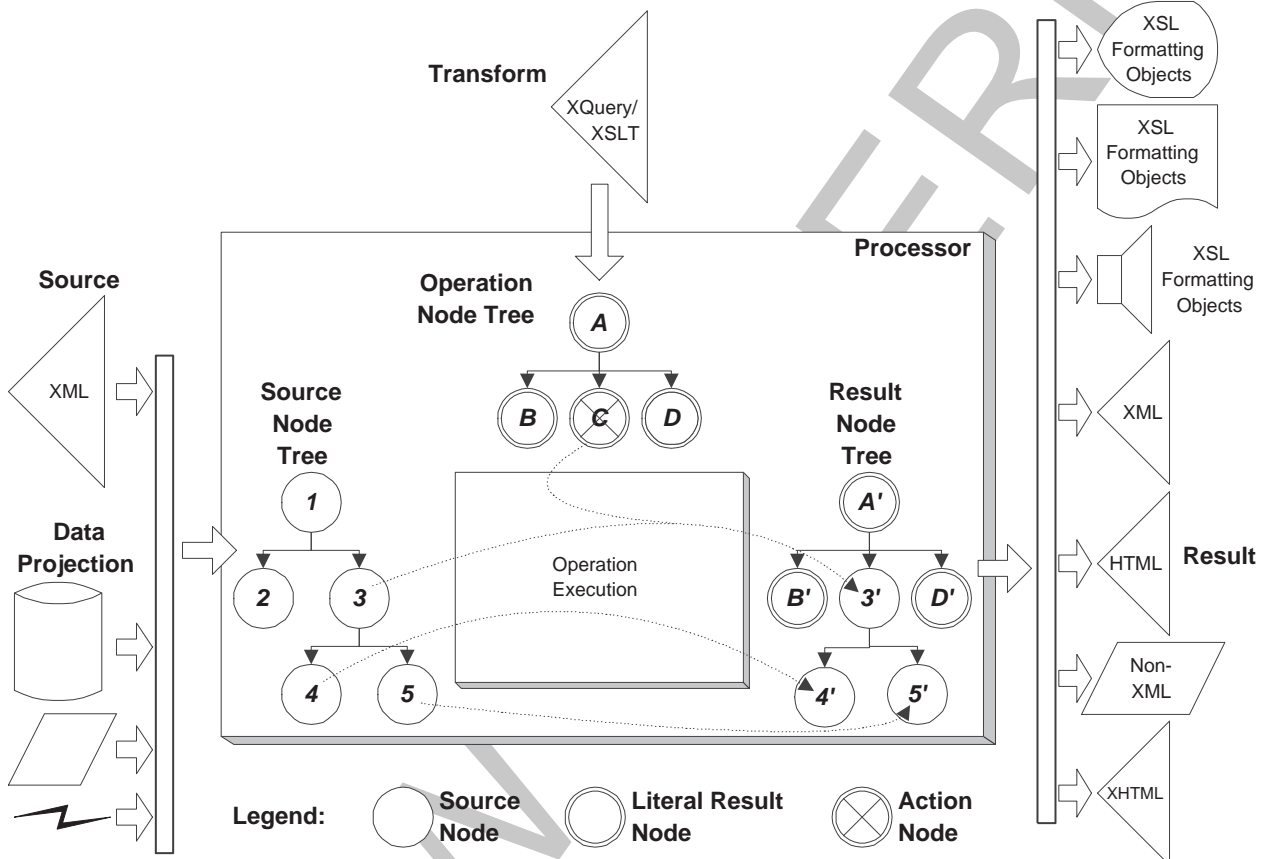 XSL
Formatting
Objects
Transform
XQuery/
XSLT
XSL
Formatting
Objects
Processor
XSL
Formatting
Objects
Source
Operation
Node Tree
A
XML
Source
Node
Tree
B
C
D
Result
Node
Tree
XML
1
A'
Data
Projection
Operation
Execution
2
3
B'
3'
D'
HTML
Result
4
5
4'
5'
Non-
XML
Legend:
Source
Node
Literal Result
Node
Action
Node
XHTML